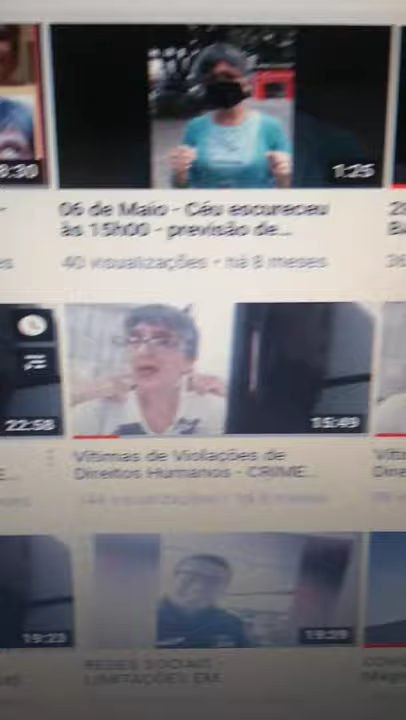 8:30
1:25
06 de Maio - Céu escureceu
às 15h00 - previsão de...
40 visualizações • há 8 meses
22:58
15:49
Vítimas de Violações de
Direitos Humanos - CRIME...
19:23
19:39
REDES SOCIAIS -
LIMITAÇÕES EM